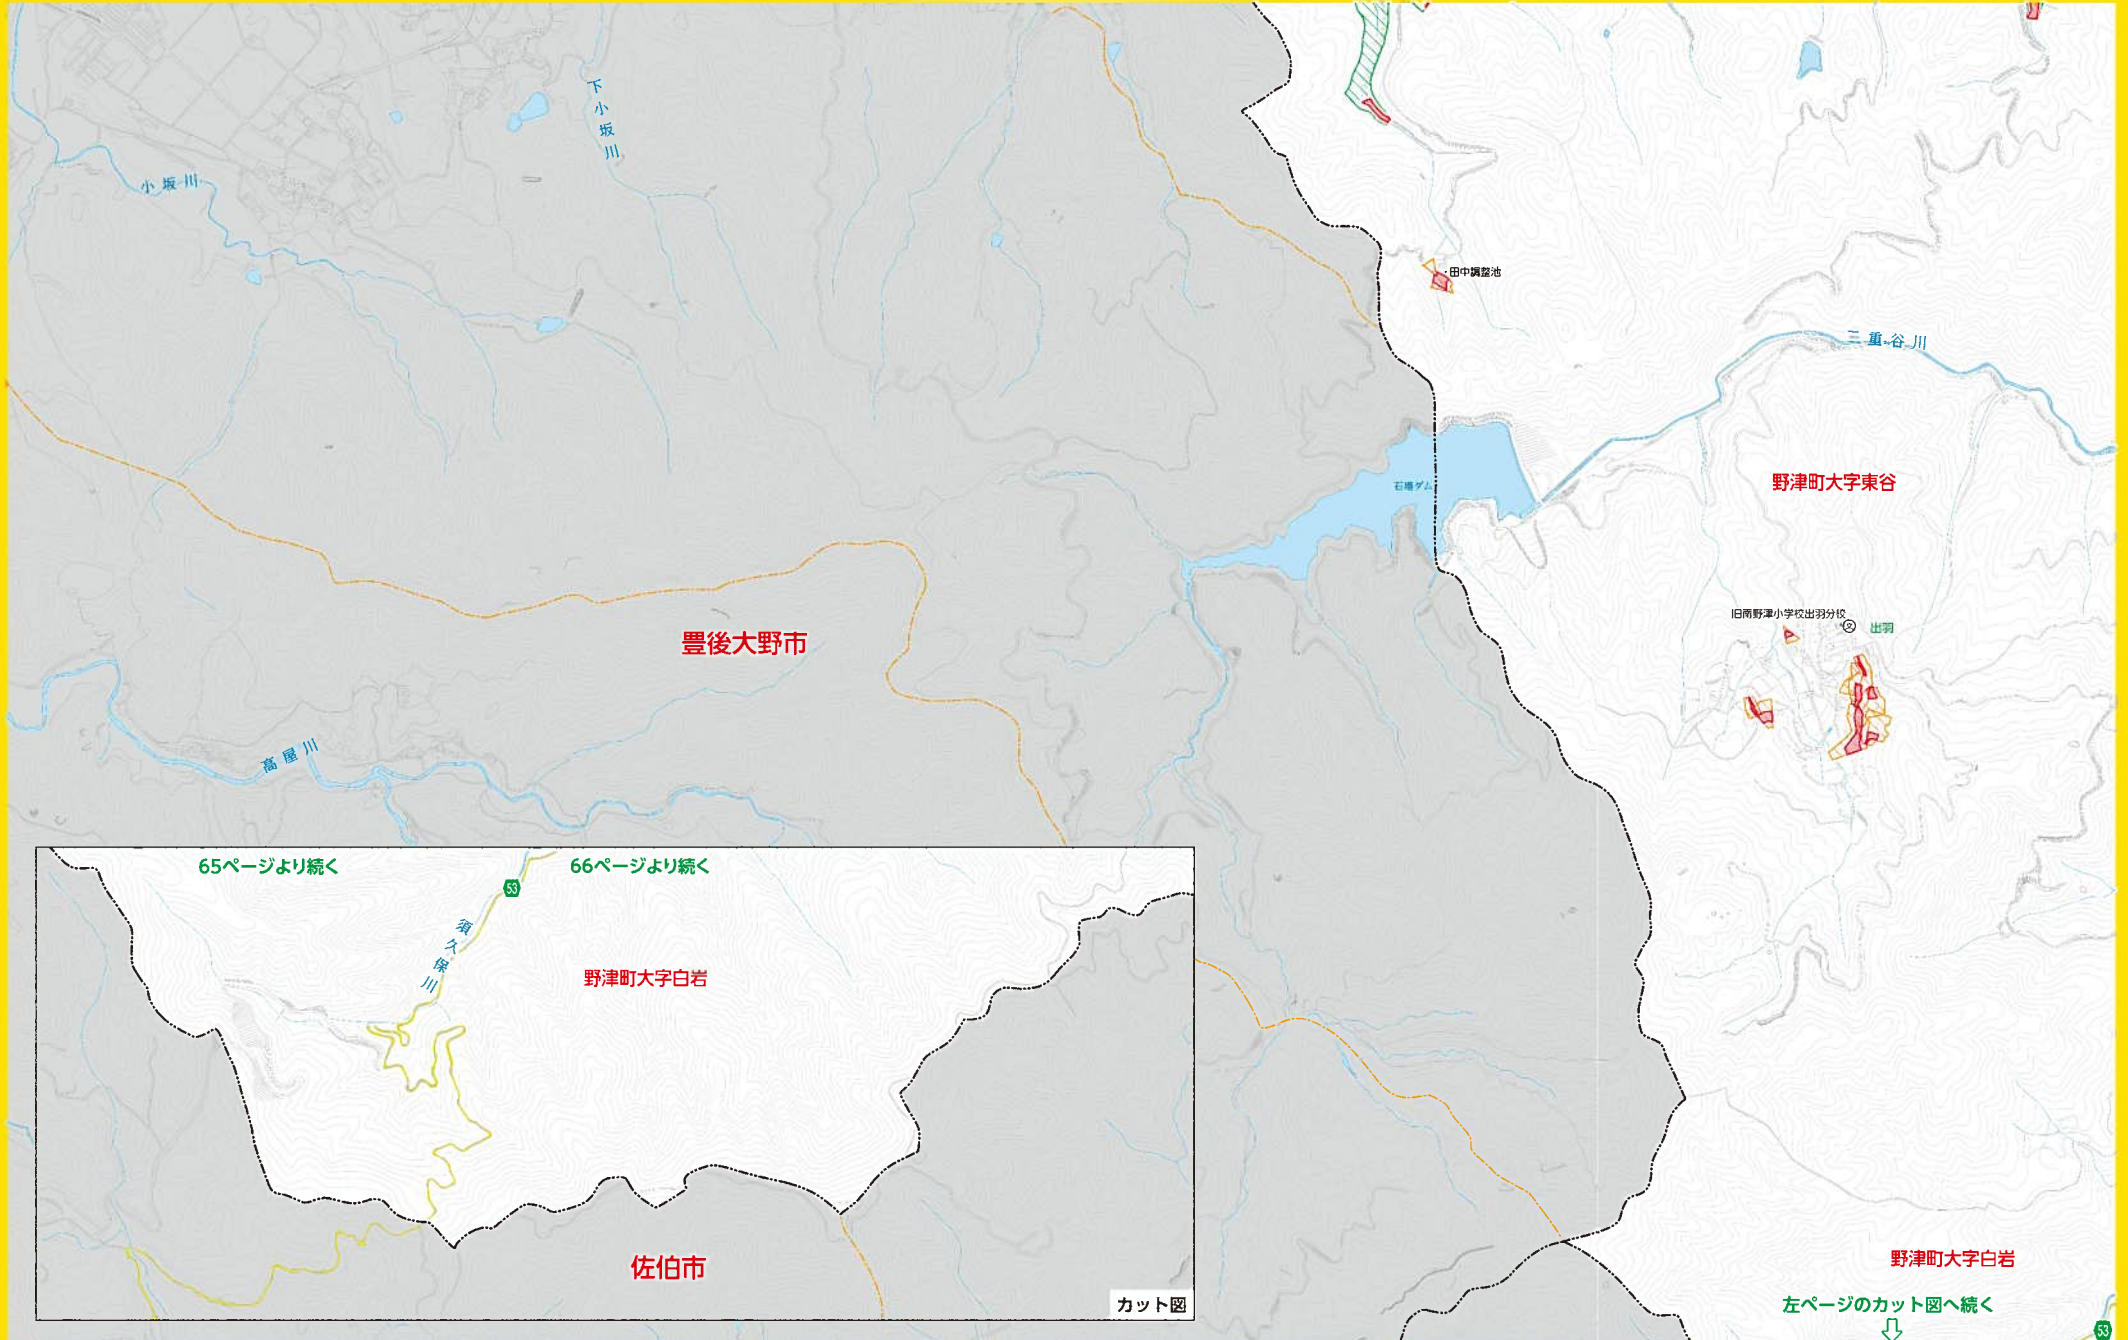 下小坂川
小坂川
田中調整池
三重谷川
石場ダム
野津町大字東谷
旧南野津小学校出羽分校
文
出羽
豊後大野市
高屋川
65ページより続く
66ページより続く
53
須久保川
野津町大字白岩
佐伯市
カット図
野津町大字白岩
左ページのカット図へ続く
53